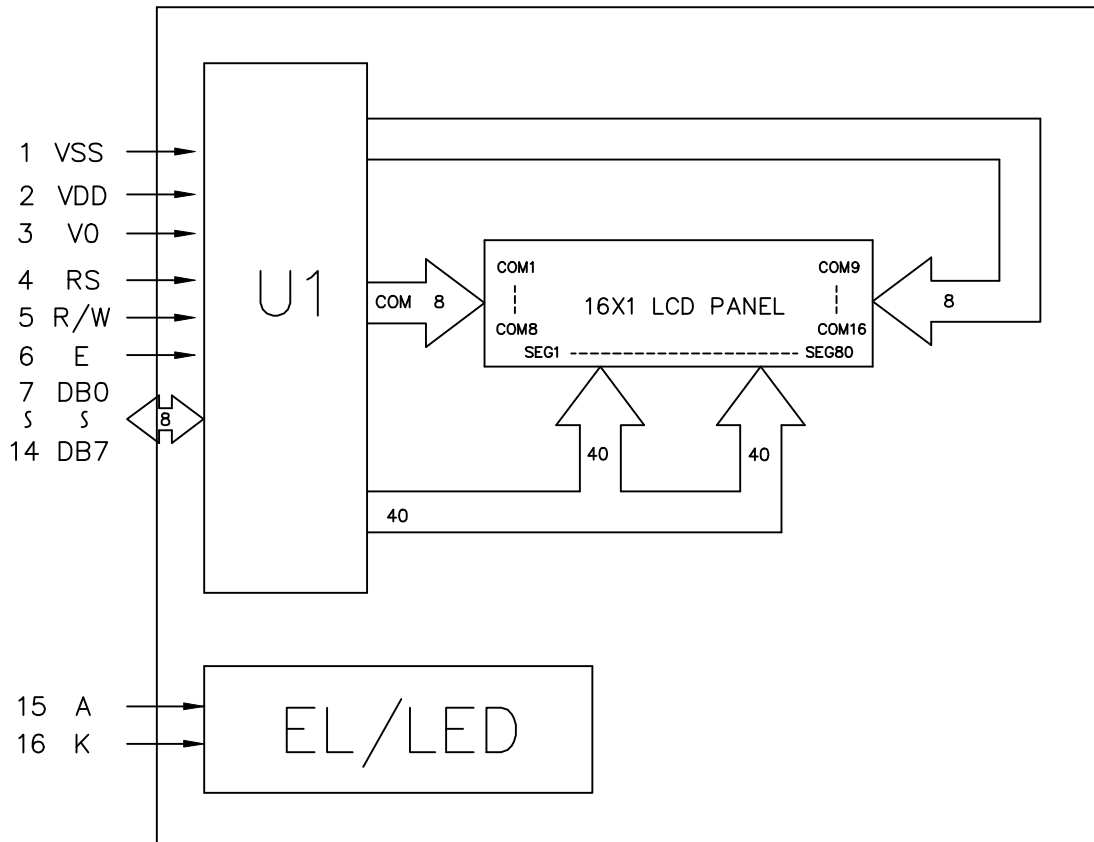 1 VSS
2 VDD
3 V0
4 RS
5 R/W
6 E
7 DB0
14 DB7
8
U1
COM 8
COM1
COM8
COM9
COM16
16X1 LCD PANEL
SEG1 SEG80
8
40
40
40
15 A
16 K
EL/LED